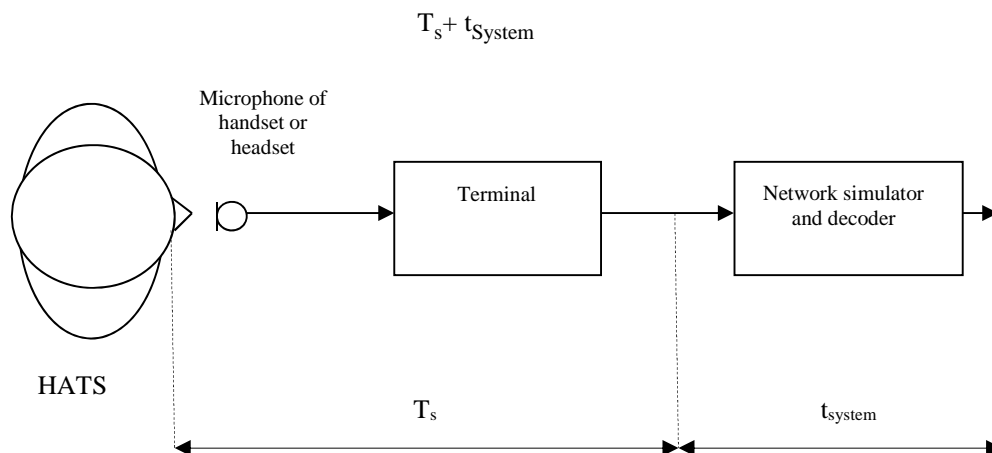 Ts+ tSystem
Microphone of
handset or
headset
Terminal
Network simulator
and decoder
HATS
Ts
tsystem